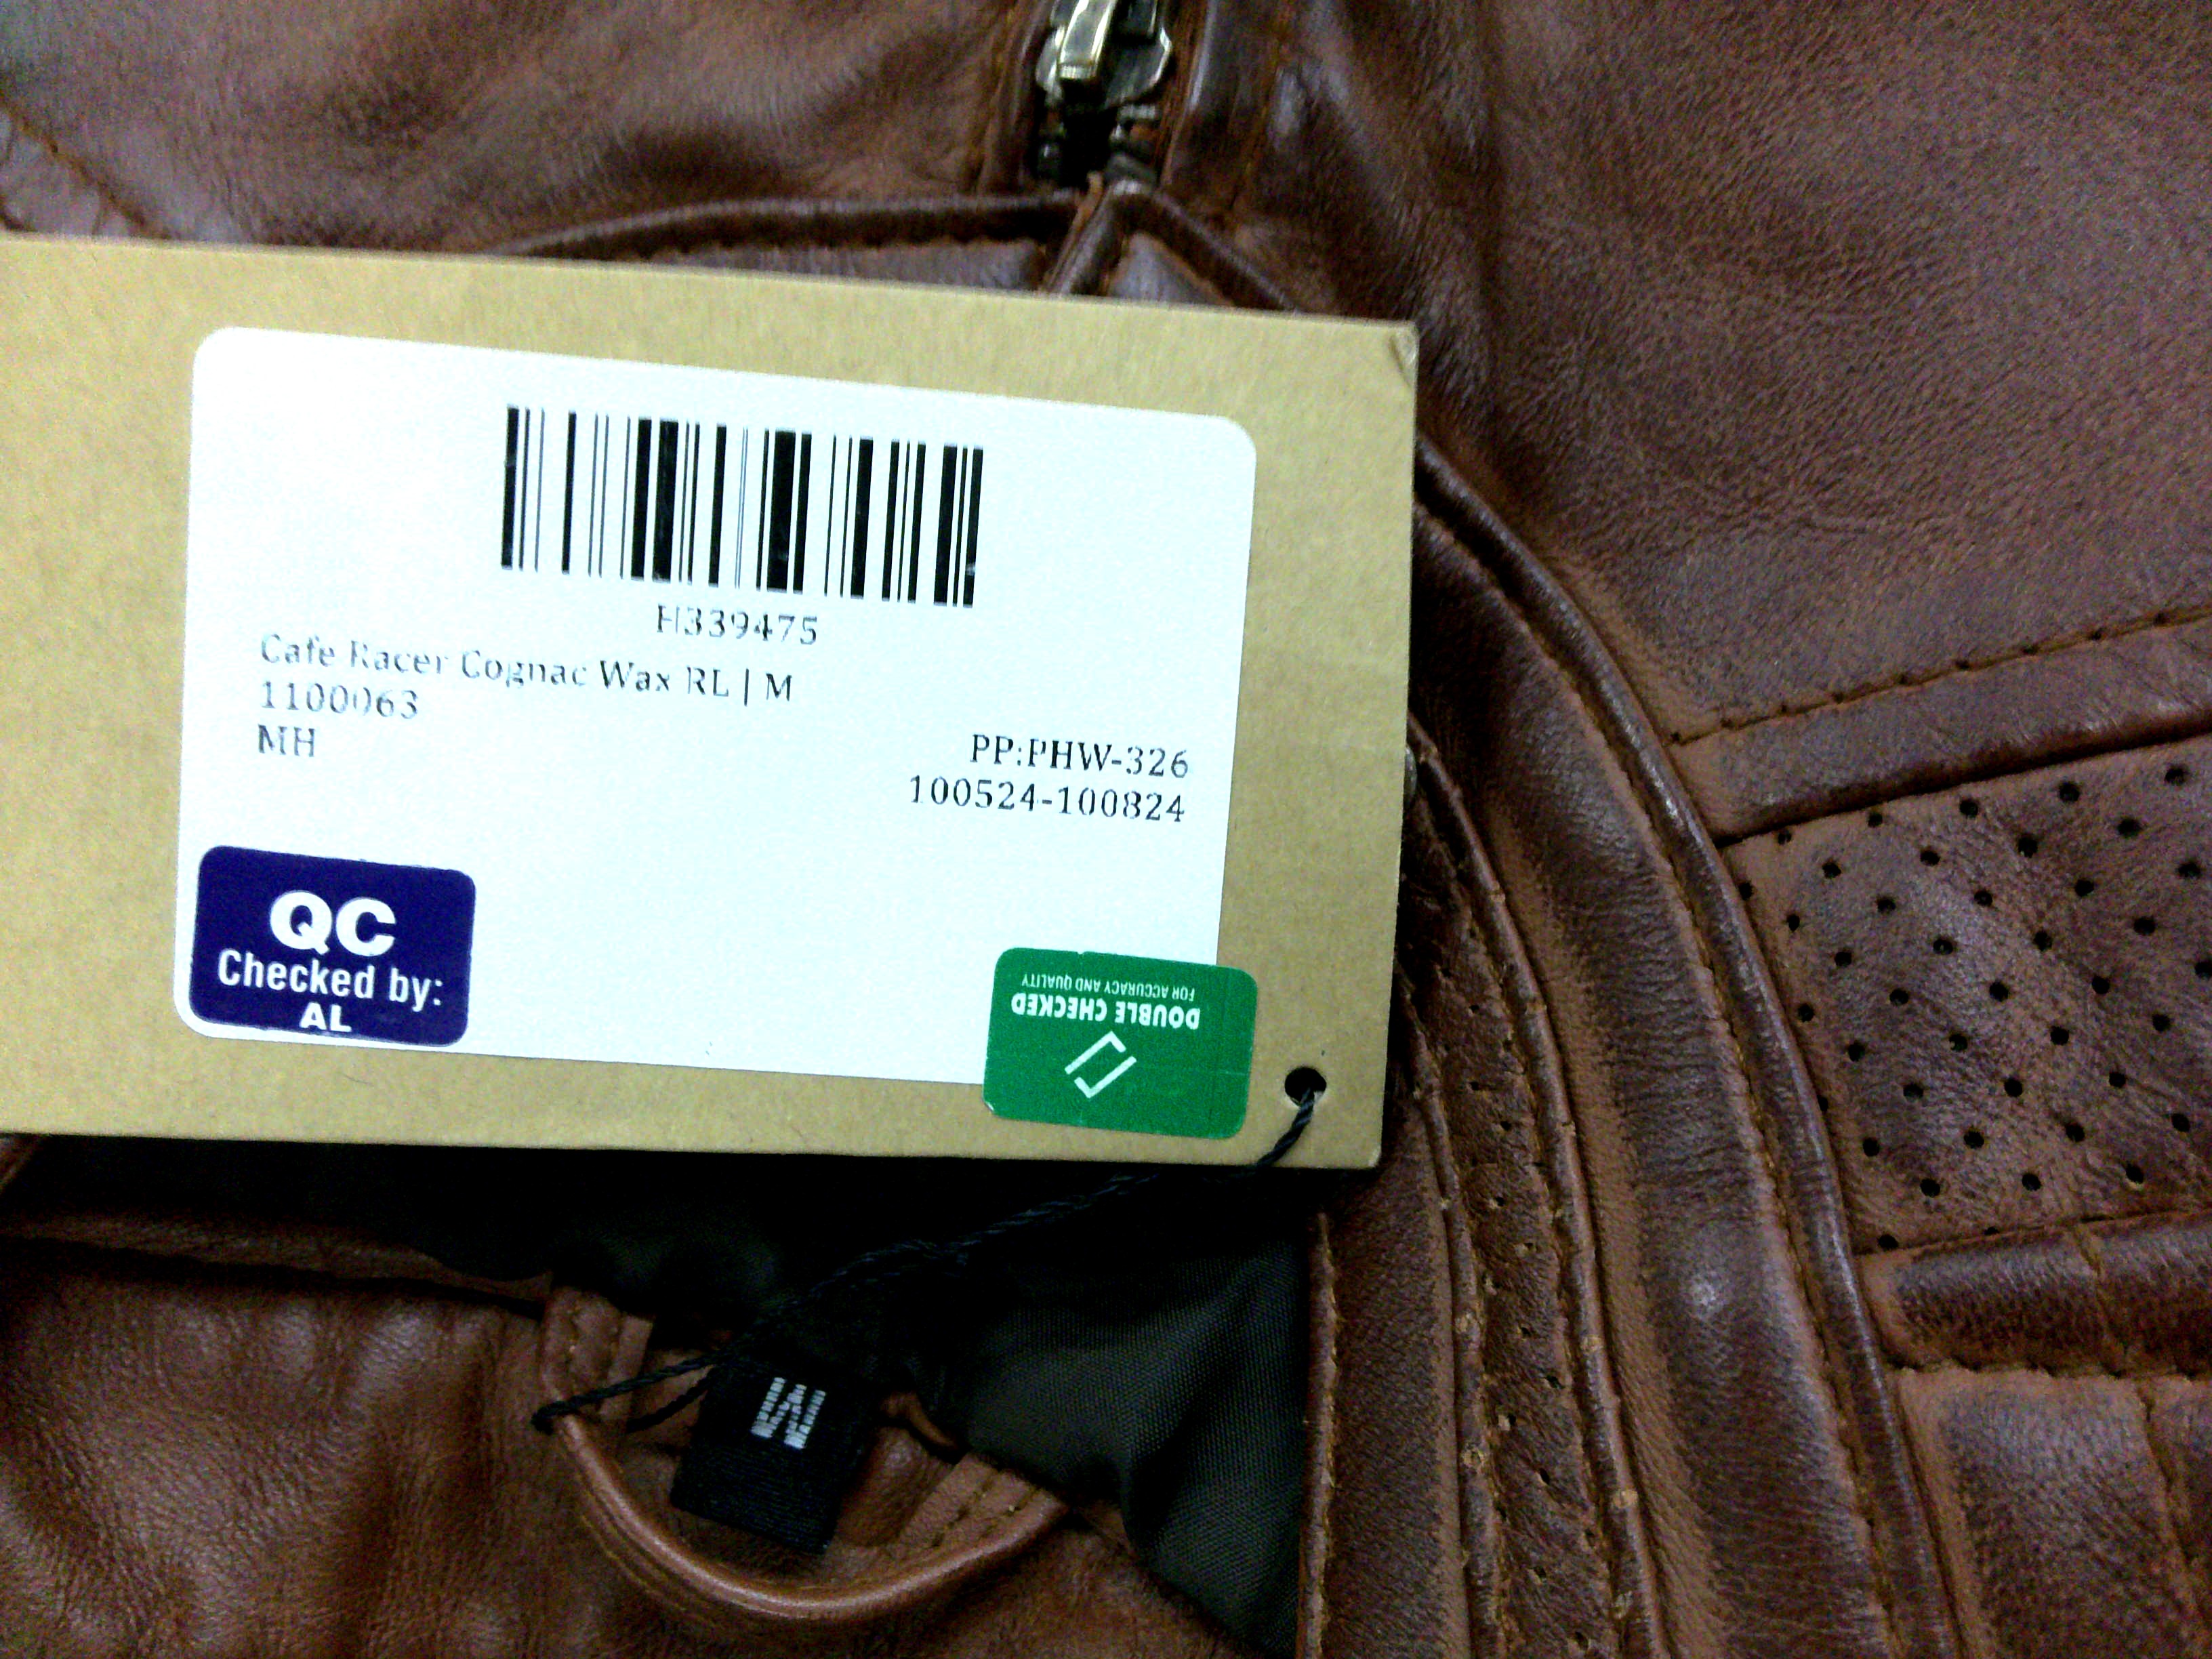 H339475
Cafe Racer Cognac Wax RL | M
1100063
MH
PP:PHW-326
100524-100824
QC
Checked by:
AL
DOUBLE CHECKED
FOR ACCURACY AND QUALITY
M